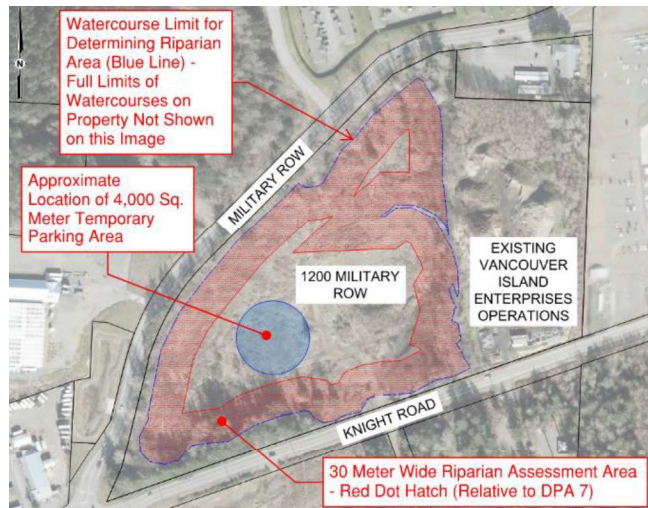 Watercourse Limit for
Determining Riparian
Area (Blue Line) -
Full Limits of
Watercourses on
Property Not Shown
on this Image
N
Approximate
Location of 4,000 Sq.
Meter Temporary
Parking Area
MILITARY ROW
1200 MILITARY
ROW
EXISTING
VANCOUVER
ISLAND
ENTERPRISES
OPERATIONS
KNIGHT ROAD
30 Meter Wide Riparian Assessment Area
- Red Dot Hatch (Relative to DPA 7)